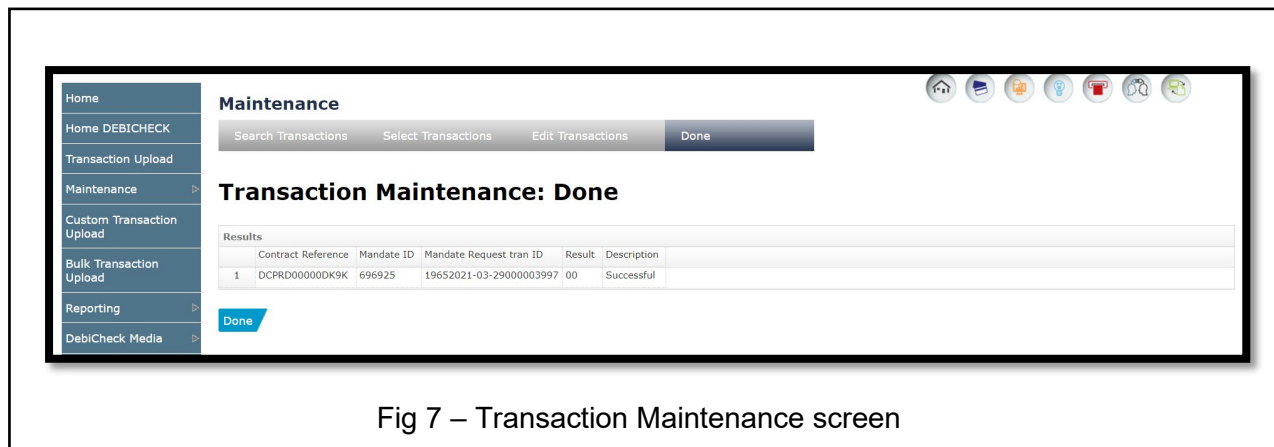 Home
Home DEBICHECK
Transaction Upload
Maintenance
Custom Transaction
Upload
Bulk Transaction
Upload
Reporting
DebiCheck Media
Maintenance
Search Transactions Select Transactions Edit Transactions Done
Transaction Maintenance: Done
Results
Contract Reference Mandate ID Mandate Request tran ID Result Description
1 DCPRD00000DK9K 696925 19652021-03-29000003997 00 Successful
Done
Fig 7 – Transaction Maintenance screen